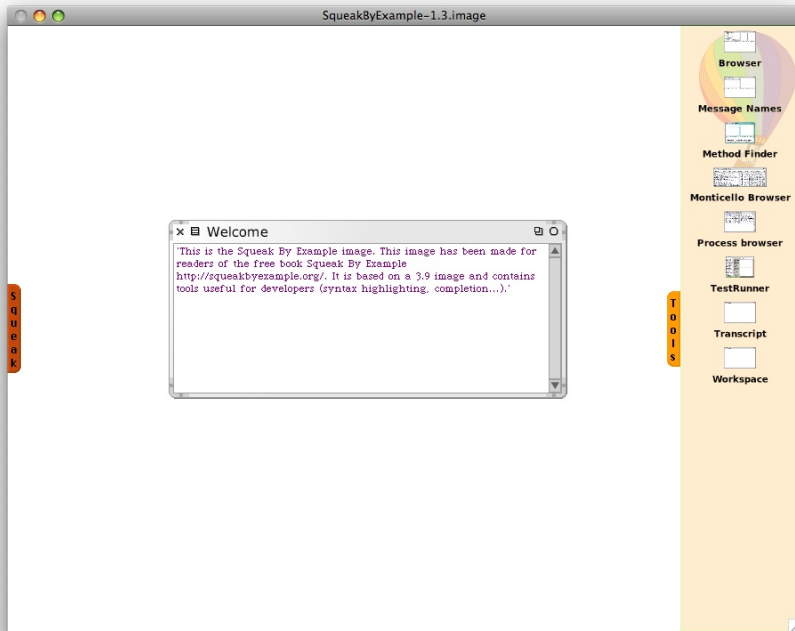 SqueakByExample-1.3.image
Browser
Message Names
Method Finder
Monticello Browser
Process browser
TestRunner
Transcript
Workspace
Welcome
'This is the Squeak By Example image. This image has been made for
readers of the free book Squeak By Example
http://squeakbyexample.org/. It is based on a 3.9 image and contains
tools useful for developers (syntax highlighting, completion...).'
Squeak
Tools